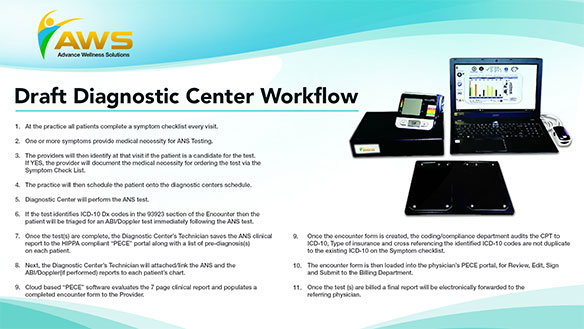 AWS
Advance Wellness Solutions
Draft Diagnostic Center Workflow
1. At the practice all patients complete a symptom checklist every visit.
2. One or more symptoms provide medical necessity for ANS Testing.
3. The providers will then identify at that visit if the patient is a candidate for the test.
If YES, the provider will document the medical necessity for ordering the test via the
Symptom Check List.
4. The practice will then schedule the patient onto the diagnostic centers schedule.
5. Diagnostic Center will perform the ANS test.
6. If the test identifies ICD-10 Dx codes in the 93923 section of the Encounter then the
patient will be triaged for an ABI/Doppler test immediately following the ANS test.
7. Once the test(s) are complete, the Diagnostic Center's Technician saves the ANS clinical
report to the HIPPA compliant "PECE" portal along with a list of pre-diagnosis(s)
on each patient.
8. Next, the Diagnostic Center's Technician will attached/link the ANS and the
ABI/Doppler(if performed) reports to each patient's chart.
9. Cloud based "PECE" software evaluates the 7 page clinical report and populates a
completed encounter form to the Provider.
9. Once the encounter form is created, the coding/compliance department audits the CPT to
ICD-10, Type of insurance and cross referencing the identified ICD-10 codes are not duplicate
to the existing ICD-10 on the Symptom checklist.
10. The encounter form is then loaded into the physician's PECE portal, for Review, Edit, Sign
and Submit to the Billing Department.
11. Once the test (s) are billed a final report will be electronically forwarded to the
referring physician.